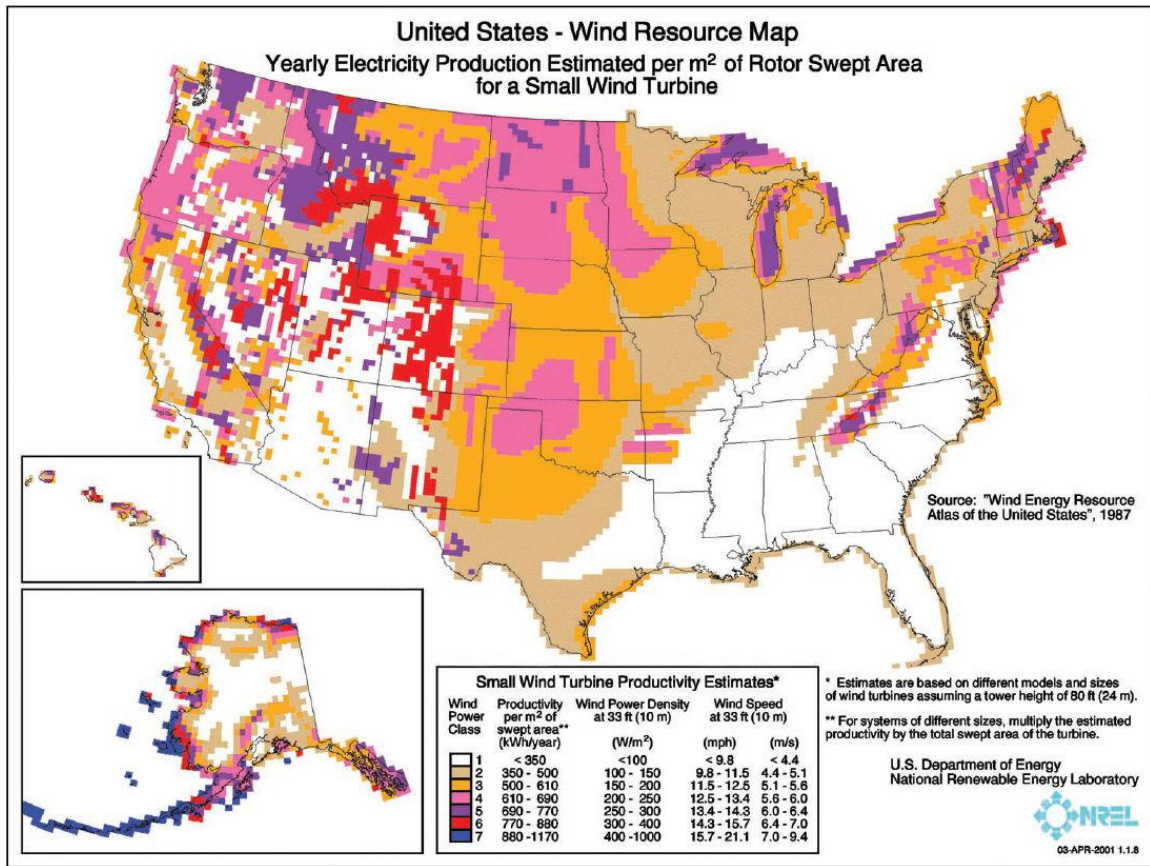 United States - Wind Resource Map
Yearly Electricity Production Estimated per m² of Rotor Swept Area
for a Small Wind Turbine
Source: "Wind Energy Resource
Atlas of the United States", 1987
Small Wind Turbine Productivity Estimates*
Wind Power Class Productivity per m² of swept area** (kWh/year) Wind Power Density at 33 ft (10 m) (W/m²) Wind Speed at 33 ft (10 m) (mph) (m/s)
1 < 350 <100 < 9.8 < 4.4
2 350 - 500 100 - 150 9.8 - 11.5 4.4 - 5.1
3 500 - 610 150 - 200 11.5 - 12.5 5.1 - 5.6
4 610 - 690 200 - 250 12.5 - 13.4 5.6 - 6.0
5 690 - 770 250 - 300 13.4 - 14.3 6.0 - 6.4
6 770 - 880 300 - 400 14.3 - 15.7 6.4 - 7.0
7 880 -1170 400 -1000 15.7 - 21.1 7.0 - 9.4
* Estimates are based on different models and sizes
of wind turbines assuming a tower height of 80 ft (24 m).
** For systems of different sizes, multiply the estimated
productivity by the total swept area of the turbine.
U.S. Department of Energy
National Renewable Energy Laboratory
NREL
03-APR-2001 1.1.8